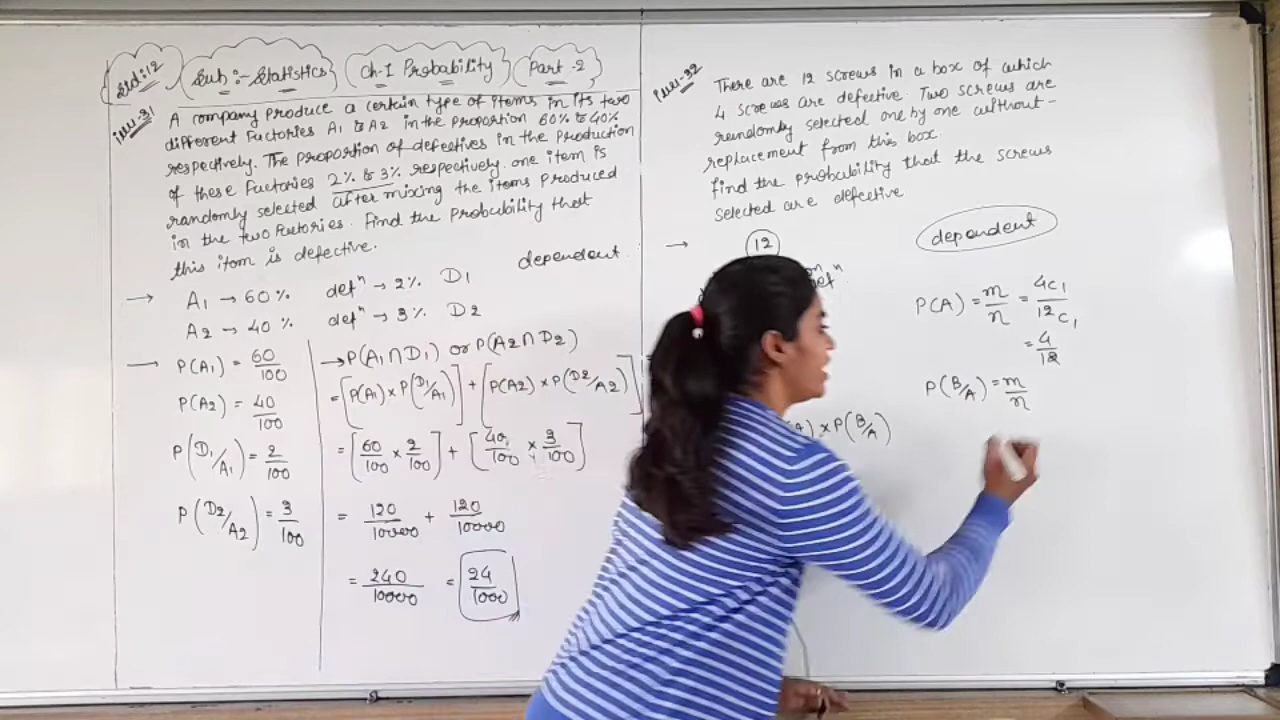 Std:12
Sub :- Statistics
Ch-1 Probability
Part-2
illu-31
A company produce a certain type of items in its two
different Factories A1 & A2 in the proportion 60% & 40%
respectively. The proportion of defectives in the production
of these Factories 2% & 3% respectively. one item is
randomly selected after mixing the items produced
in the two Factories. Find the Probability that
this item is defective.
→ A1 → 60% defⁿ → 2% D1 dependent
A2 → 40 % defⁿ → 3% D2
→ P(A1) = 60/100
P(A2) = 40/100
P(D1/A1) = 2/100
P(D2/A2) = 3/100
→ P(A1∩D1) or P(A2∩D2)
= [P(A1) × P(D1/A1)] + [P(A2) × P(D2/A2)]
= [60/100 × 2/100] + [40/100 × 3/100]
= 120/10000 + 120/10000
= 240/10000 = 24/1000
illu-32
There are 12 screws in a box of which
4 screws are defective. Two screws are
randomly selected one by one without-
replacement from this box
Find the probability that the screws
selected are defective
→ 12
dependent
P(A) = m/n = 4C1/12C1
= 4/12
P(B/A) = m/n
× P(B/A)